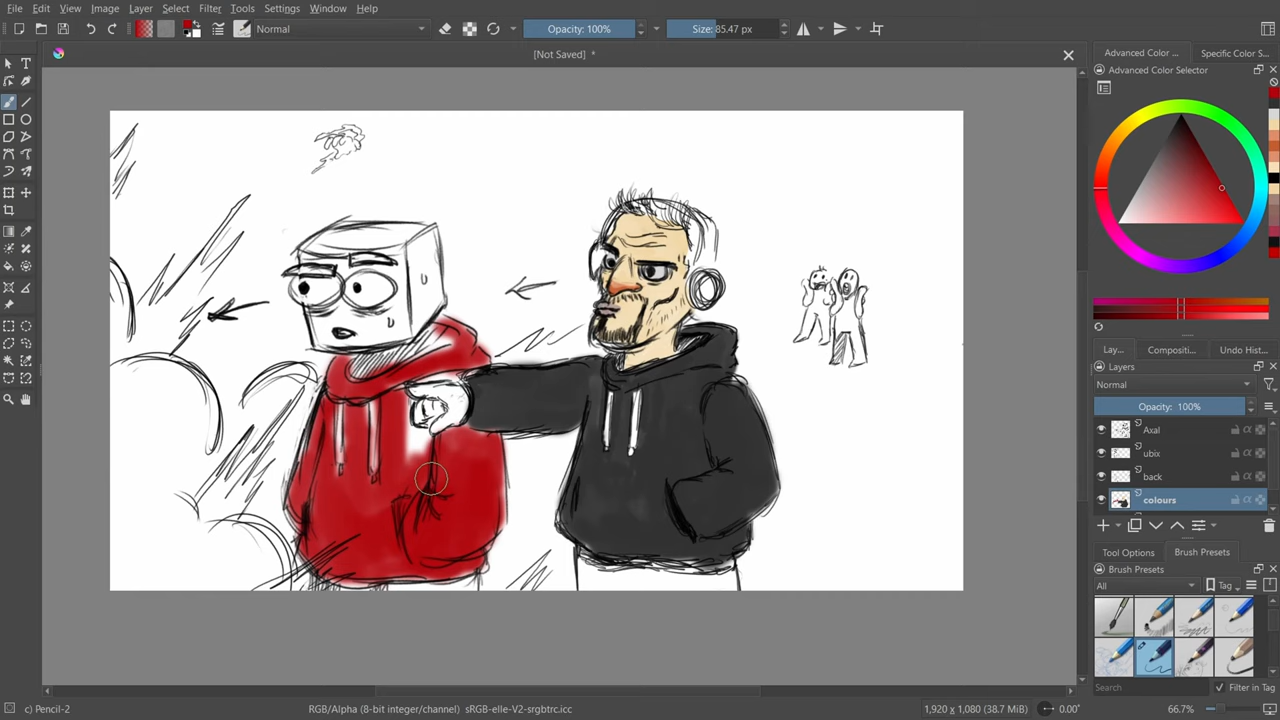 File Edit View Image Layer Select Filter Tools Settings Window Help
Normal Opacity: 100% Size: 85.47 px
[Not Saved] *
Advanced Color ... Specific Color S...
Advanced Color Selector
Lay... Compositi... Undo Hist...
Layers
Normal
Opacity: 100%
Axal
ubix
back
colours
Tool Options Brush Presets
Brush Presets
All Tag
Search Filter in Tag
c) Pencil-2 RGB/Alpha (8-bit integer/channel) sRGB-elle-V2-srgbtrc.icc 1,920 x 1,080 (38.7 MiB) 0.00° 66.7%